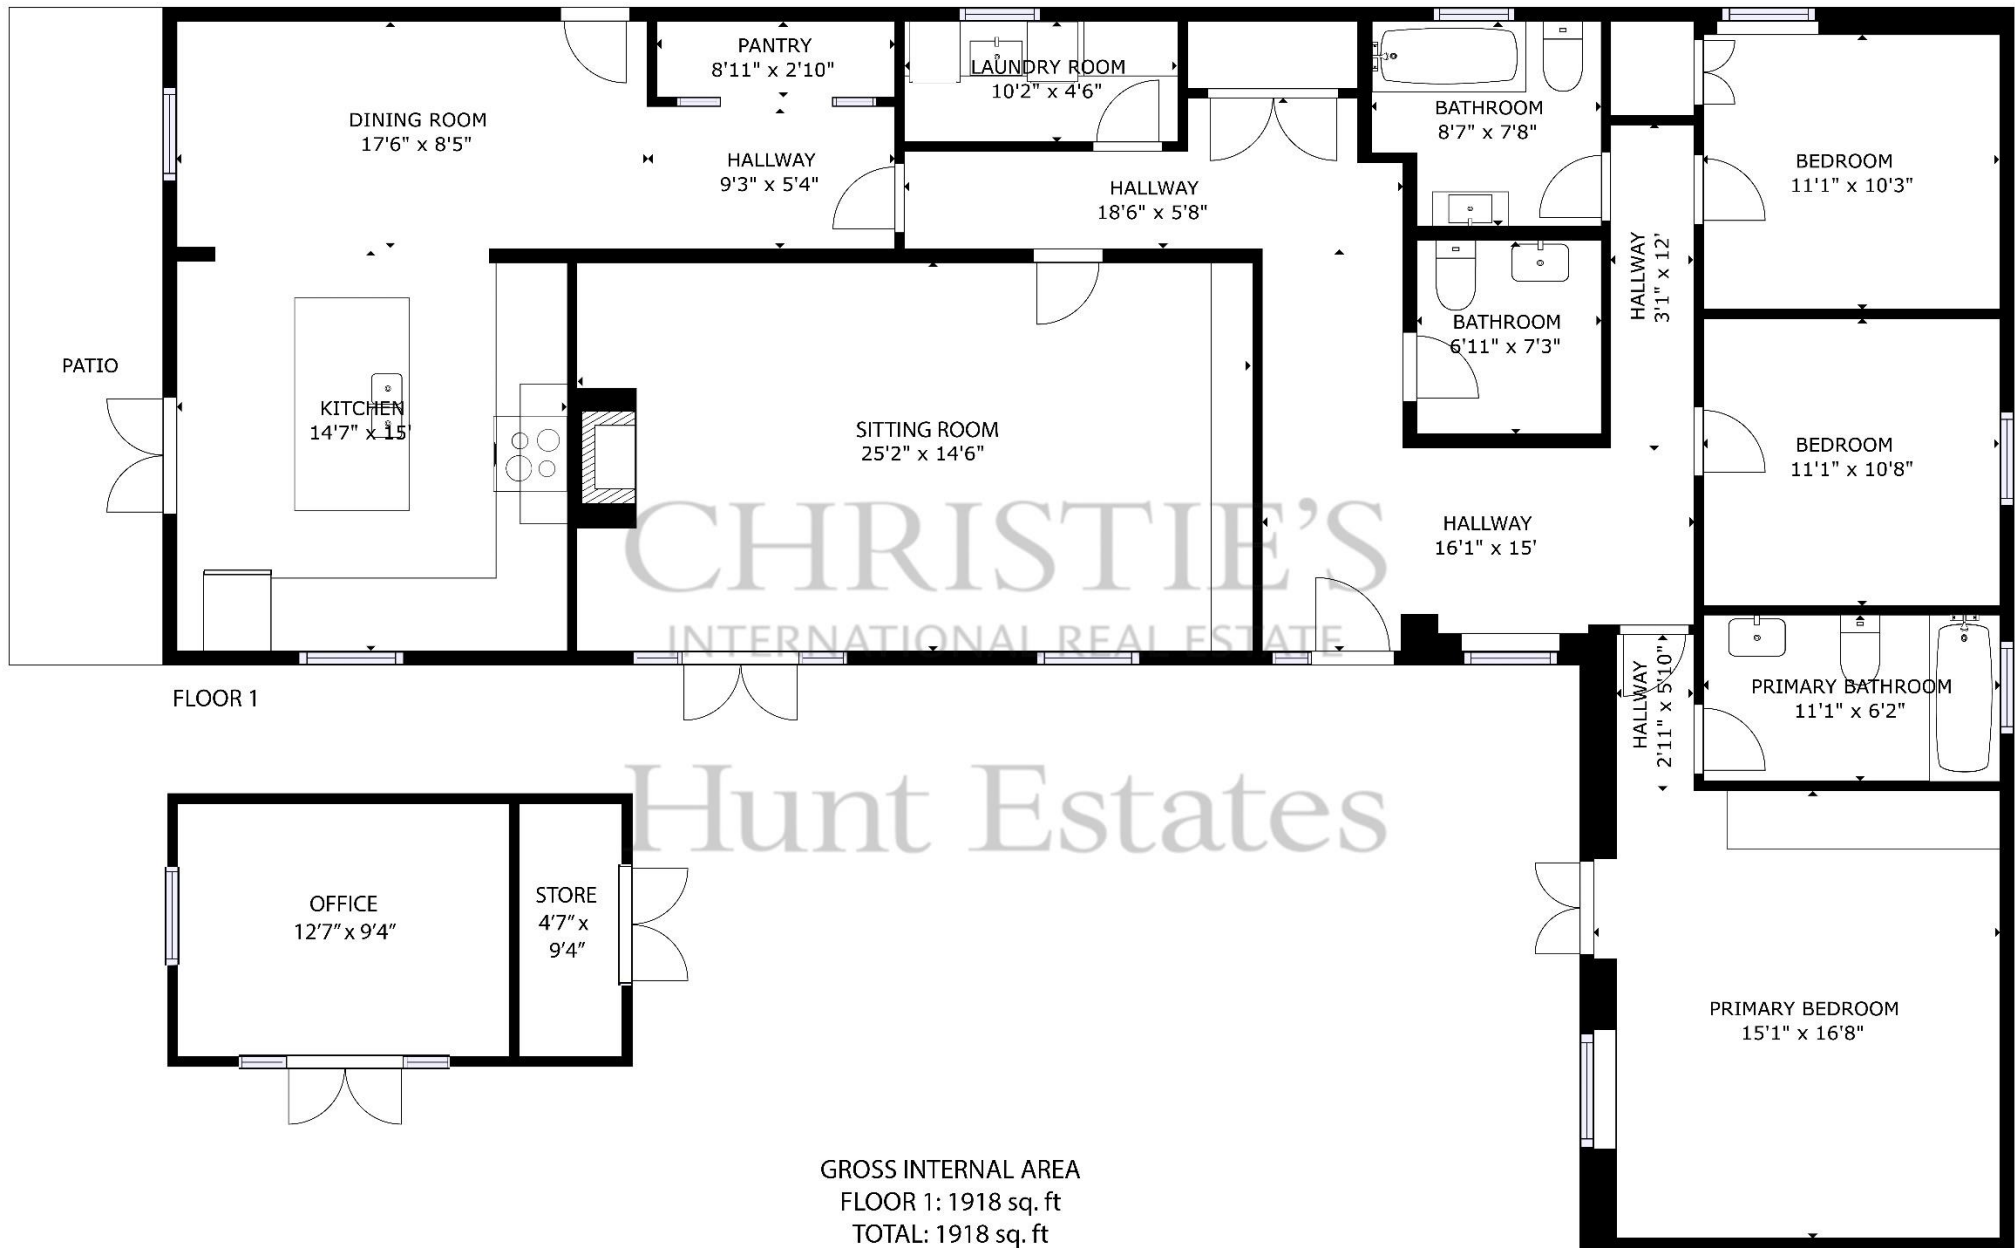 PANTRY
8'11" x 2'10"
LAUNDRY ROOM
10'2" x 4'6"
DINING ROOM
17'6" x 8'5"
HALLWAY
9'3" x 5'4"
HALLWAY
18'6" x 5'8"
BATHROOM
8'7" x 7'8"
BEDROOM
11'1" x 10'3"
HALLWAY
3'1" x 12'
BATHROOM
6'11" x 7'3"
PATIO
KITCHEN
14'7" x 15'
SITTING ROOM
25'2" x 14'6"
BEDROOM
11'1" x 10'8"
HALLWAY
16'1" x 15'
CHRISTIE'S
INTERNATIONAL REAL ESTATE
Hunt Estates
HALLWAY
2'11" x 5'10"
PRIMARY BATHROOM
11'1" x 6'2"
FLOOR 1
OFFICE
12'7" x 9'4"
STORE
4'7" x
9'4"
PRIMARY BEDROOM
15'1" x 16'8"
GROSS INTERNAL AREA
FLOOR 1: 1918 sq. ft
TOTAL: 1918 sq. ft